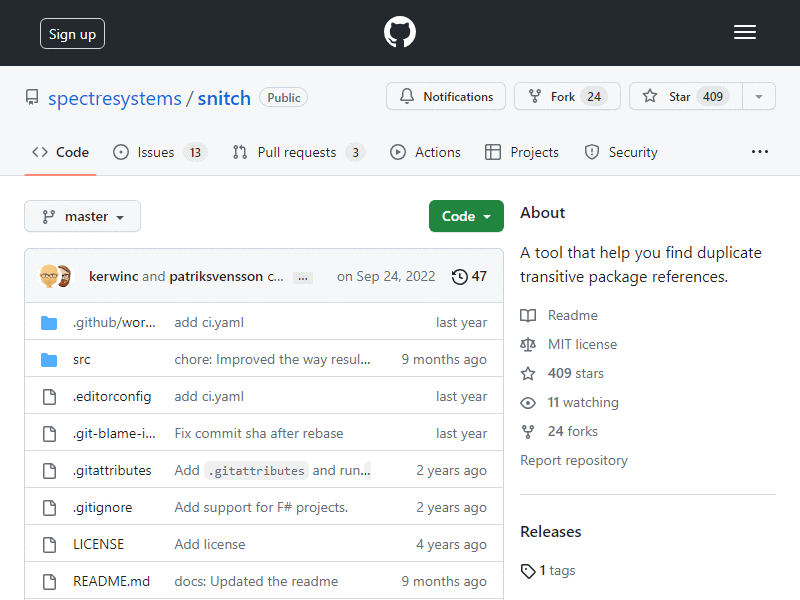 Sign up
spectresystems / snitch Public
Notifications
Fork 24
Star 409
Code
Issues 13
Pull requests 3
Actions
Projects
Security
master
Code
kerwinc and patriksvensson c... ... on Sep 24, 2022 47
.github/wor... add ci.yaml last year
src chore: Improved the way resul... 9 months ago
.editorconfig add ci.yaml last year
.git-blame-i... Fix commit sha after rebase last year
.gitattributes Add .gitattributes and run... 2 years ago
.gitignore Add support for F# projects. 2 years ago
LICENSE Add license 4 years ago
README.md docs: Updated the readme 9 months ago
About
A tool that help you find duplicate
transitive package references.
Readme
MIT license
409 stars
11 watching
24 forks
Report repository
Releases
1 tags